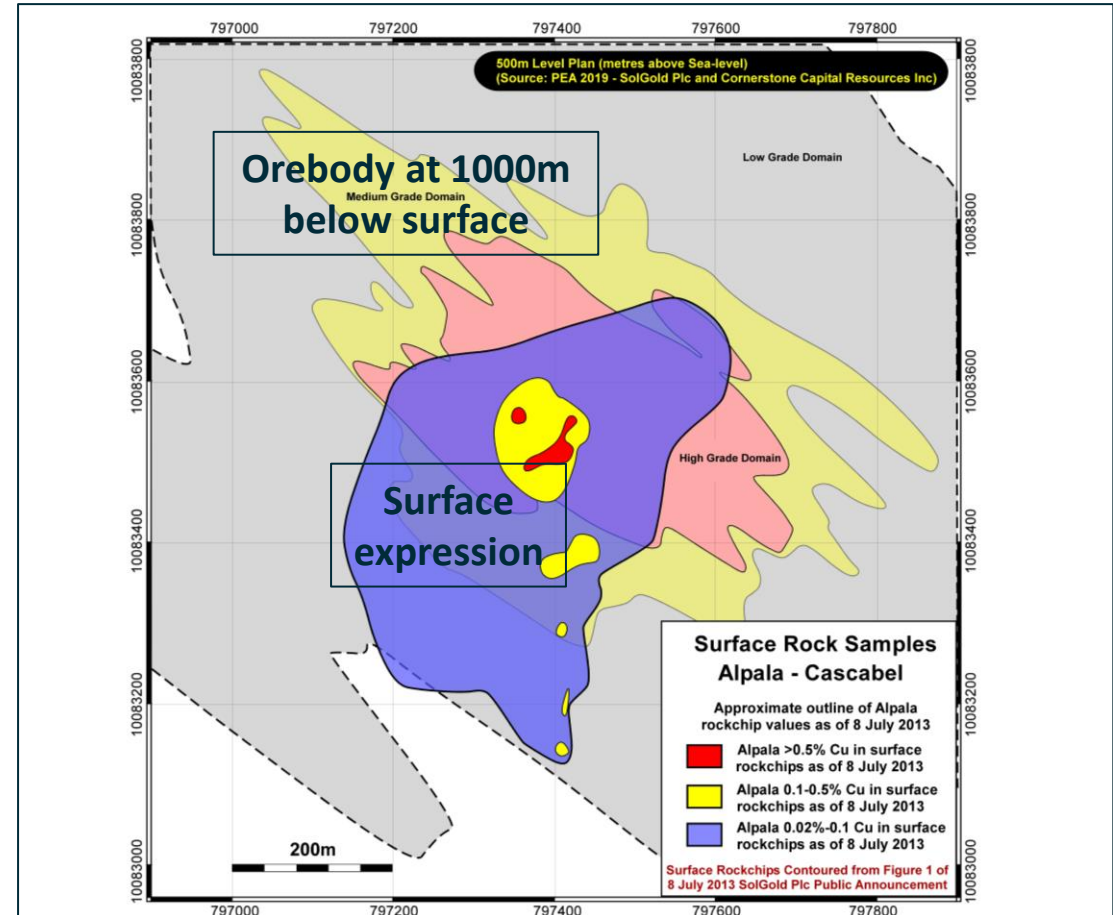 797000 797200 797400 797600 797800
500m Level Plan (metres above Sea-level)
(Source: PEA 2019 - SolGold Plc and Cornerstone Capital Resources Inc)
10083800
10083800
Low Grade Domain
Orebody at 1000m
below surface
Medium Grade Domain
10083800
10083800
10083600
10083600
High Grade Domain
Surface
expression
10083400
10083400
10083200
10083200
10083000
10083000
200m
Surface Rock Samples
Alpala - Cascabel
Approximate outline of Alpala
rockchip values as of 8 July 2013
Alpala >0.5% Cu in surface
rockchips as of 8 July 2013
Alpala 0.1-0.5% Cu in surface
rockchips as of 8 July 2013
Alpala 0.02%-0.1 Cu in surface
rockchips as of 8 July 2013
Surface Rockchips Contoured from Figure 1 of
8 July 2013 SolGold Plc Public Announcement
797000 797200 797400 797600 797800